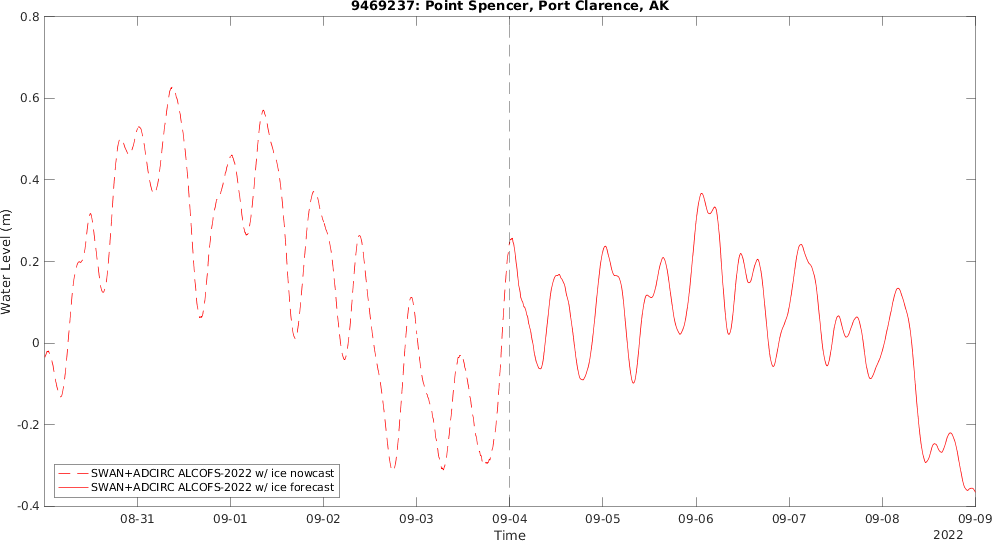 9469237: Point Spencer, Port Clarence, AK
Water Level (m)
0.8
0.6
0.4
0.2
0
-0.2
-0.4
SWAN+ADCIRC ALCOFS-2022 w/ ice nowcast
SWAN+ADCIRC ALCOFS-2022 w/ ice forecast
08-31 09-01 09-02 09-03 09-04 09-05 09-06 09-07 09-08 09-09
Time
2022